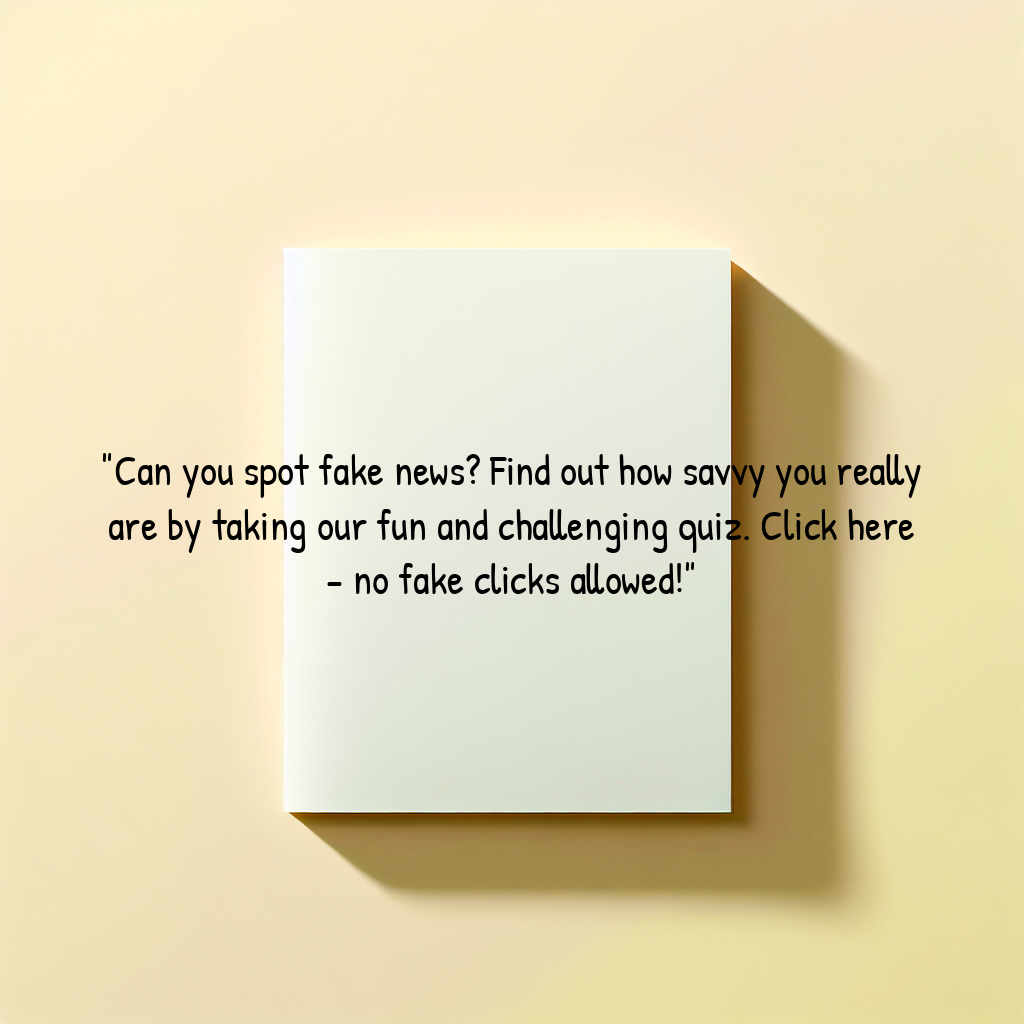 "Can you spot fake news? Find out how savvy you really
are by taking our fun and challenging quiz. Click here
- no fake clicks allowed!"